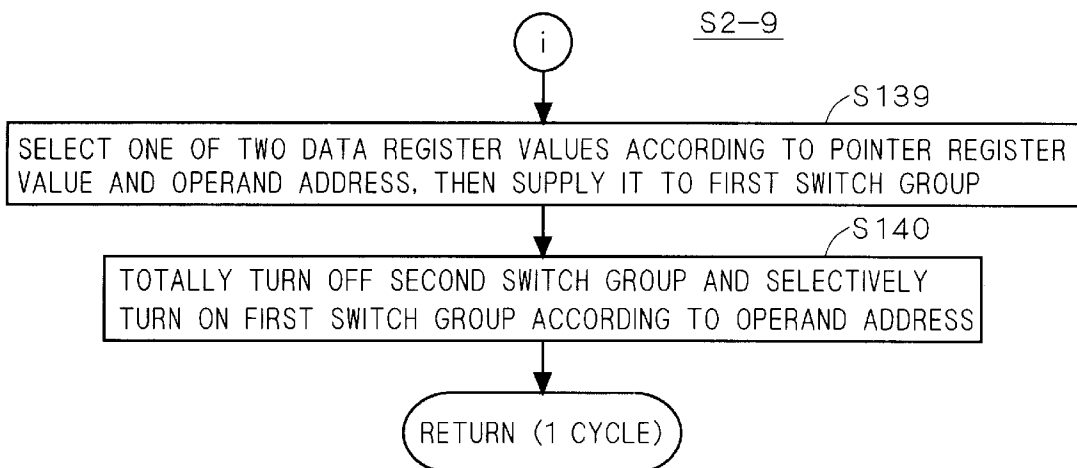 S2-9
i
S139
SELECT ONE OF TWO DATA REGISTER VALUES ACCORDING TO POINTER REGISTER
VALUE AND OPERAND ADDRESS, THEN SUPPLY IT TO FIRST SWITCH GROUP
S140
TOTALLY TURN OFF SECOND SWITCH GROUP AND SELECTIVELY
TURN ON FIRST SWITCH GROUP ACCORDING TO OPERAND ADDRESS
RETURN (1 CYCLE)